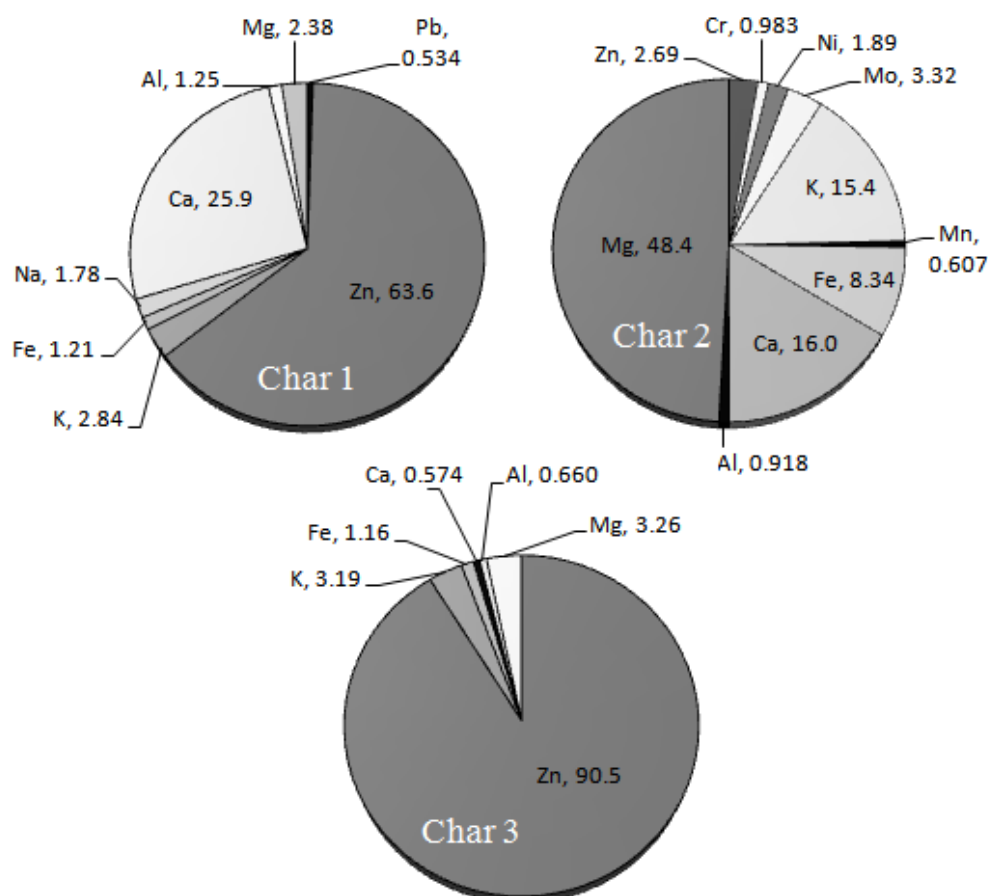 Mg, 2.38
Pb,
0.534
Al, 1.25
Ca, 25.9
Na, 1.78
Zn, 63.6
Fe, 1.21
Char 1
K, 2.84
Cr, 0.983
Zn, 2.69
Ni, 1.89
Mo, 3.32
K, 15.4
Mn,
0.607
Mg, 48.4
Fe, 8.34
Char 2
Ca, 16.0
Al, 0.918
Ca, 0.574
Al, 0.660
Fe, 1.16
Mg, 3.26
K, 3.19
Zn, 90.5
Char 3